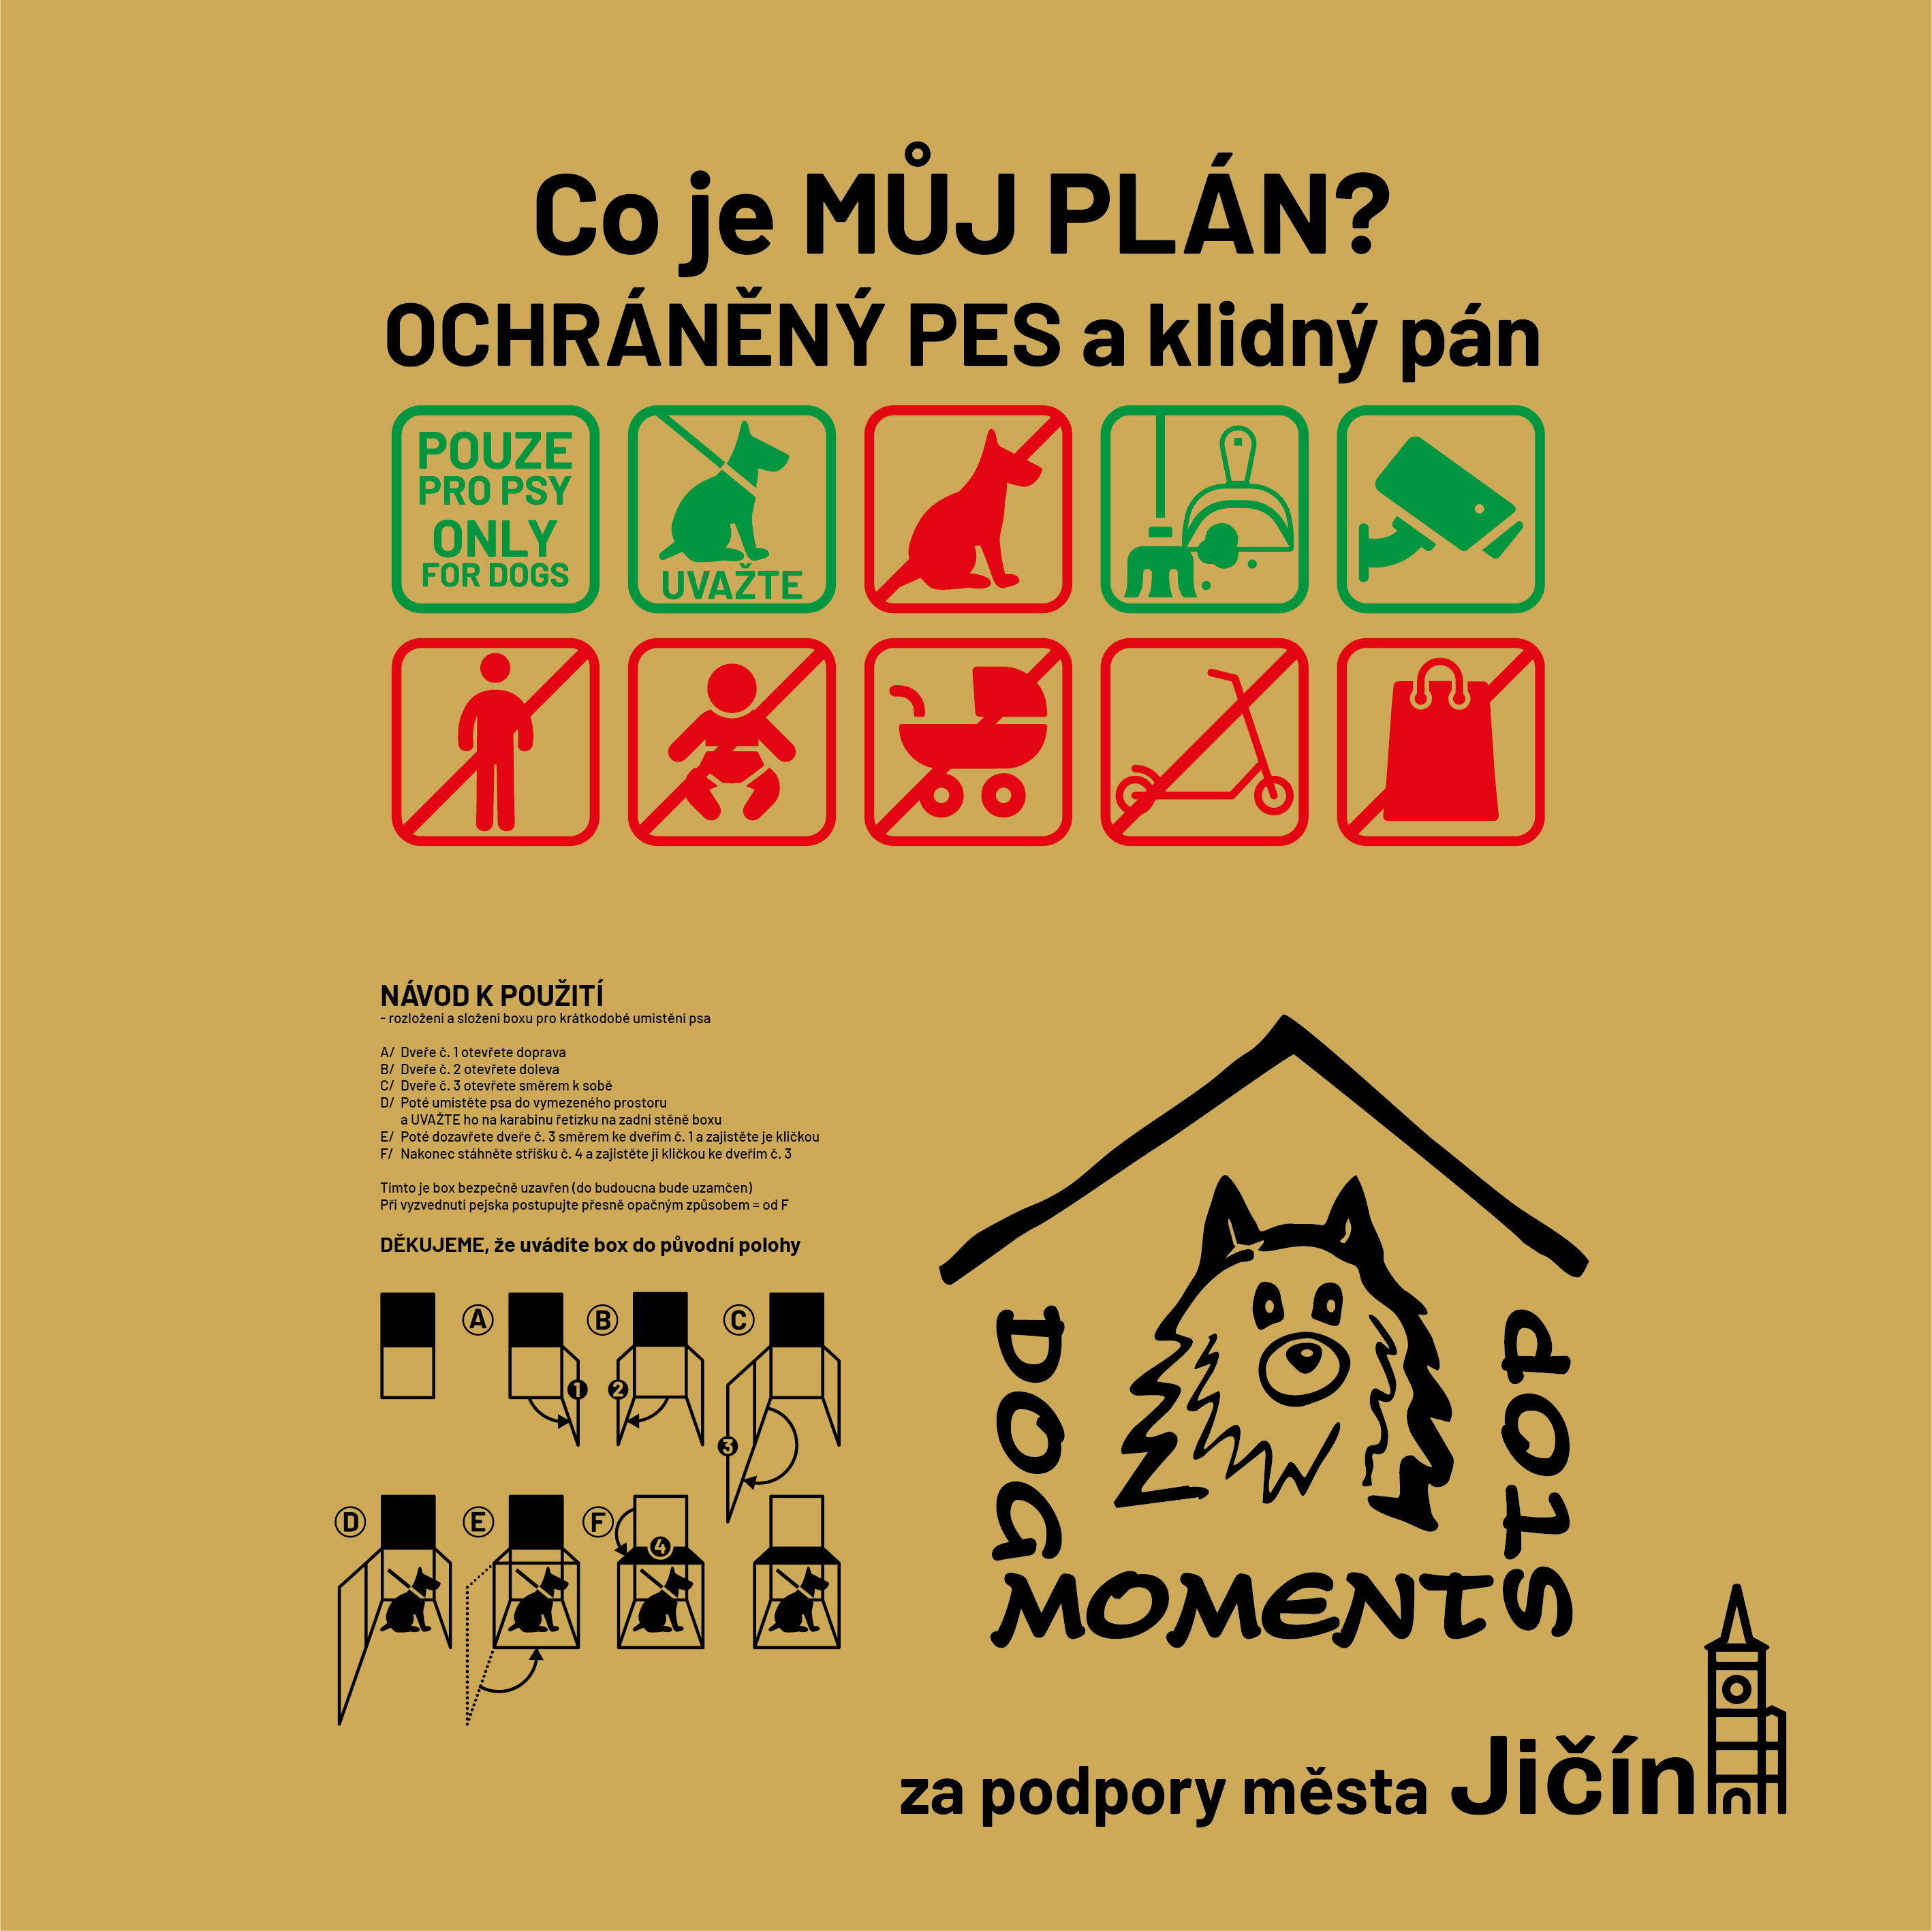 Co je MŮJ PLÁN?
OCHRÁNĚNÝ PES a klidný pán
POUZE
PRO PSY
ONLY
FOR DOGS
UVAŽTE
NÁVOD K POUŽITÍ
- rozložení a složení boxu pro krátkodobé umístění psa
A/ Dveře č. 1 otevřete doprava
B/ Dveře č. 2 otevřete doleva
C/ Dveře č. 3 otevřete směrem k sobě
D/ Poté umístěte psa do vymezeného prostoru
a UVAŽTE ho na karabinu řetízku na zadní stěně boxu
E/ Poté dozavřete dveře č. 3 směrem ke dveřím č. 1 a zajistěte je kličkou
F/ Nakonec stáhněte stříšku č. 4 a zajistěte ji kličkou ke dveřím č. 3
Tímto je box bezpečně uzavřen (do budoucna bude uzamčen)
Při vyzvednutí pejska postupujte přesně opačným způsobem = od F
DĚKUJEME, že uvádíte box do původní polohy
A
B
C
1
2
3
D
E
F
4
DOG
MOMENTS
do1s
za podpory města Jičín